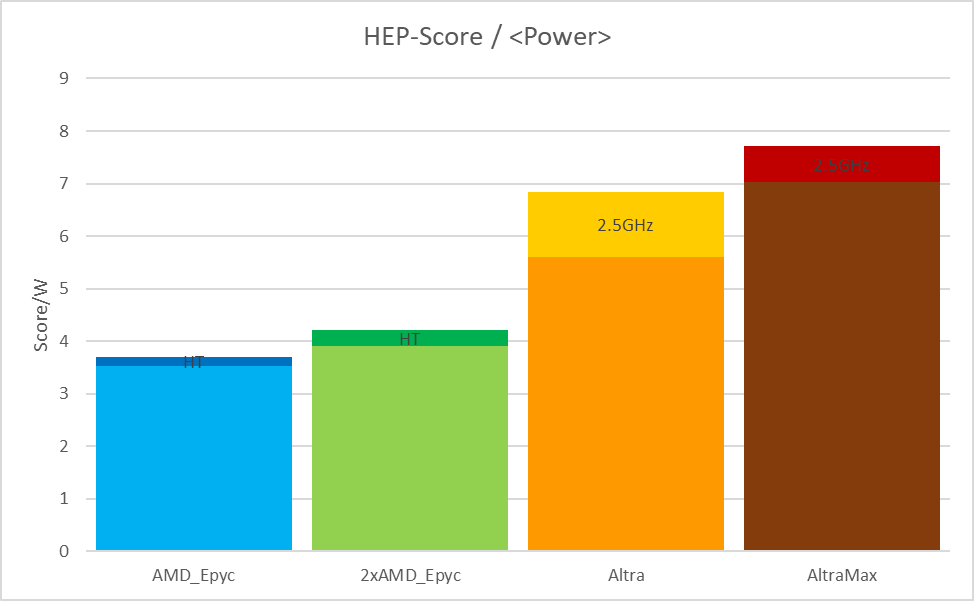 HEP-Score / <Power>
9
8
7
6
5
4
3
2
1
0
Score/W
HT
HT
2.5GHz
2.5GHz
AMD_Epyc
2xAMD_Epyc
Altra
AltraMax